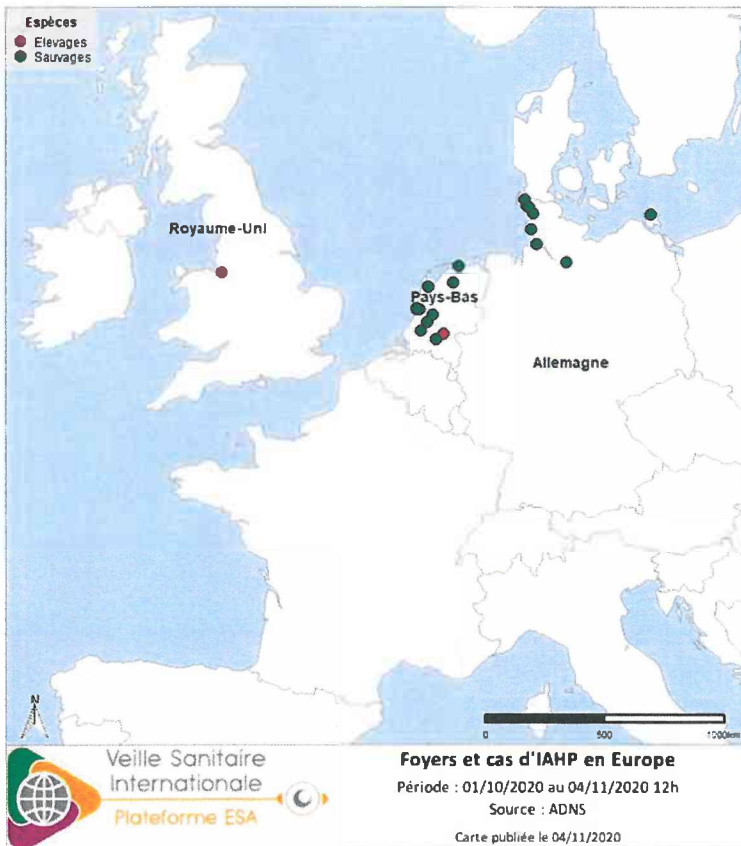 Espèces
Elevages
Sauvages
Royaume-Uni
Pays-Bas
Allemagne
N
0 500 1000km
Veille Sanitaire
Internationale
Plateforme ESA
Foyers et cas d'IAHP en Europe
Période : 01/10/2020 au 04/11/2020 12h
Source : ADNS
Carte publiée le 04/11/2020